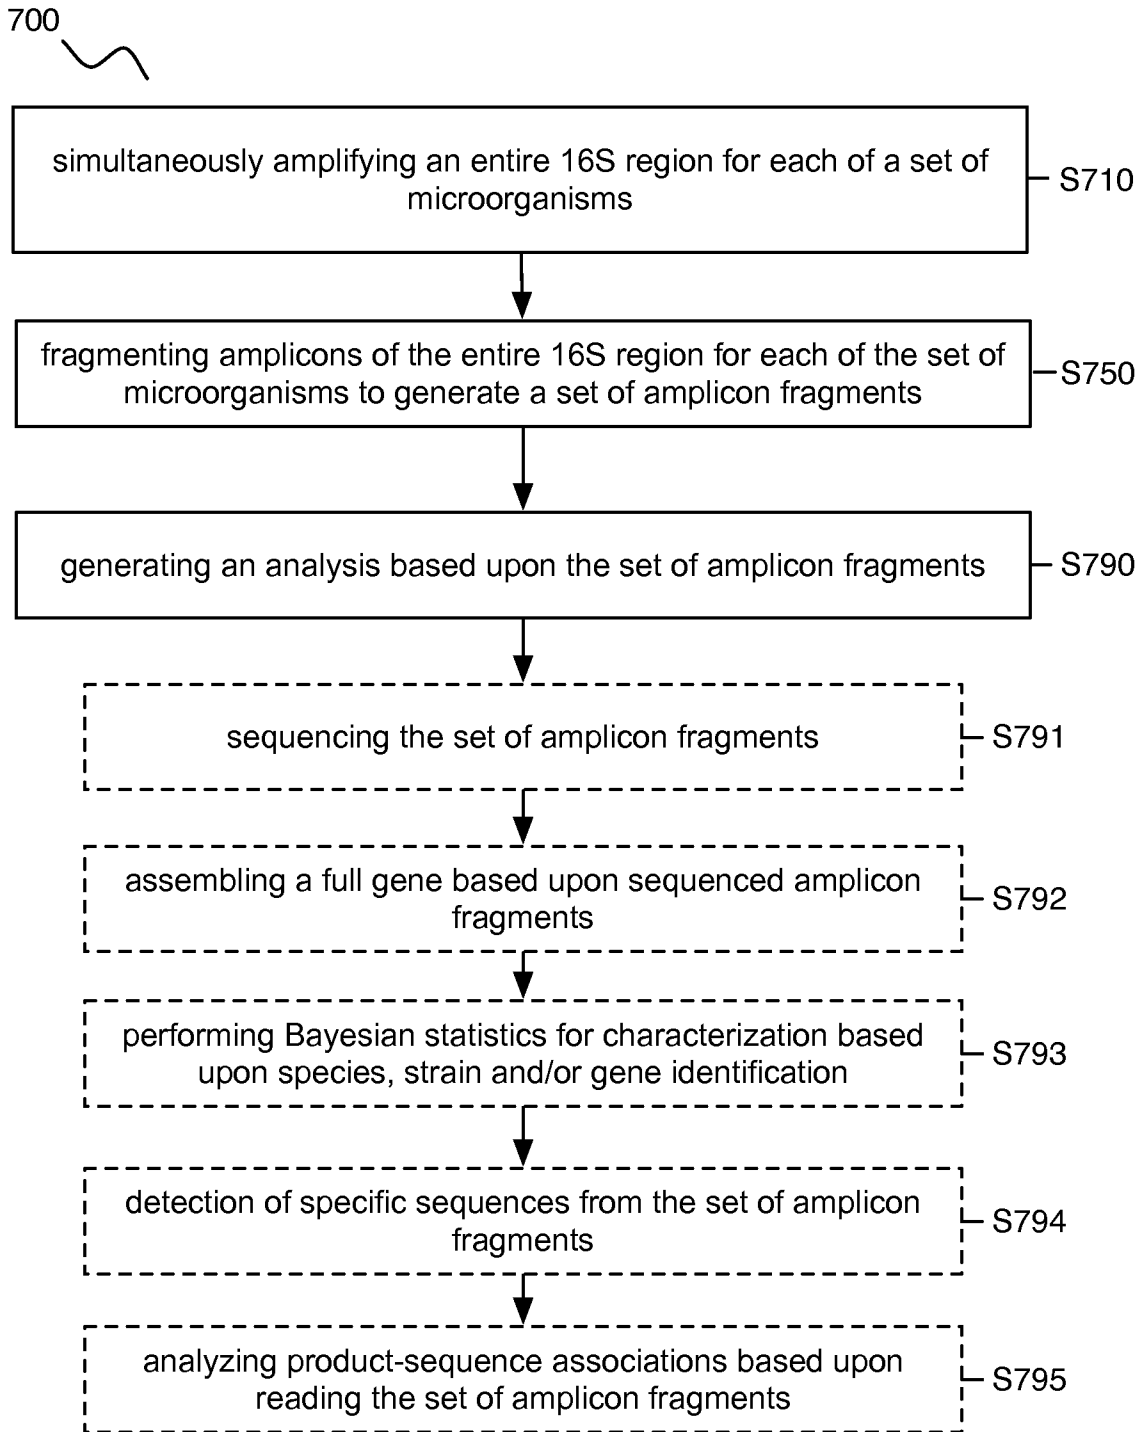 700
simultaneously amplifying an entire 16S region for each of a set of
microorganisms
S710
fragmenting amplicons of the entire 16S region for each of the set of
microorganisms to generate a set of amplicon fragments
S750
generating an analysis based upon the set of amplicon fragments
S790
sequencing the set of amplicon fragments
S791
assembling a full gene based upon sequenced amplicon
fragments
S792
performing Bayesian statistics for characterization based
upon species, strain and/or gene identification
S793
detection of specific sequences from the set of amplicon
fragments
S794
analyzing product-sequence associations based upon
reading the set of amplicon fragments
S795